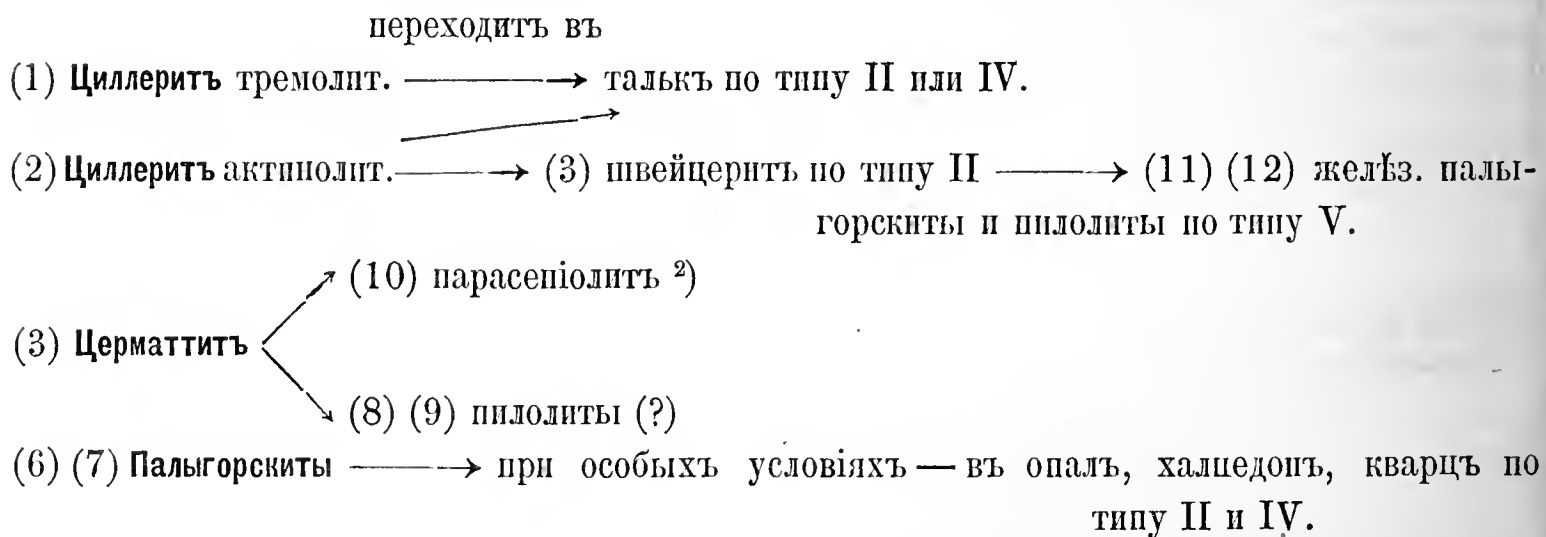 переходитъ въ
(1) Циллеритъ тремолит. ⟶ талькъ по типу II или IV.
(2) Циллеритъ актинолит. ⟶ (3) швейцеритъ по типу II ⟶ (11) (12) желѣз. палы-
горскиты и пилолиты по типу V.
(10) парасепіолитъ ²)
(3) Церматтитъ
(8) (9) пилолиты (?)
(6) (7) Палыгорскиты ⟶ при особыхъ условіяхъ — въ опалъ, халцедонъ, кварцъ по
типу II и IV.